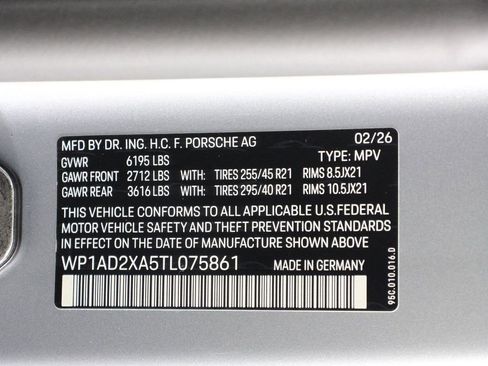 MFD BY DR. ING. H.C. F. PORSCHE AG 02/26
GVWR 6195 LBS TYPE: MPV
GAWR FRONT 2712 LBS WITH: TIRES 255/45 R21 RIMS 8.5JX21
GAWR REAR 3616 LBS WITH: TIRES 295/40 R21 RIMS 10.5JX21
THIS VEHICLE CONFORMS TO ALL APPLICABLE U.S.FEDERAL
MOTOR VEHICLE SAFETY AND THEFT PREVENTION STANDARDS
IN EFFECT ON THE DATE OF MANUFACTURE SHOWN ABOVE.
WP1AD2XA5TL075861 MADE IN GERMANY
95C.010.016.D